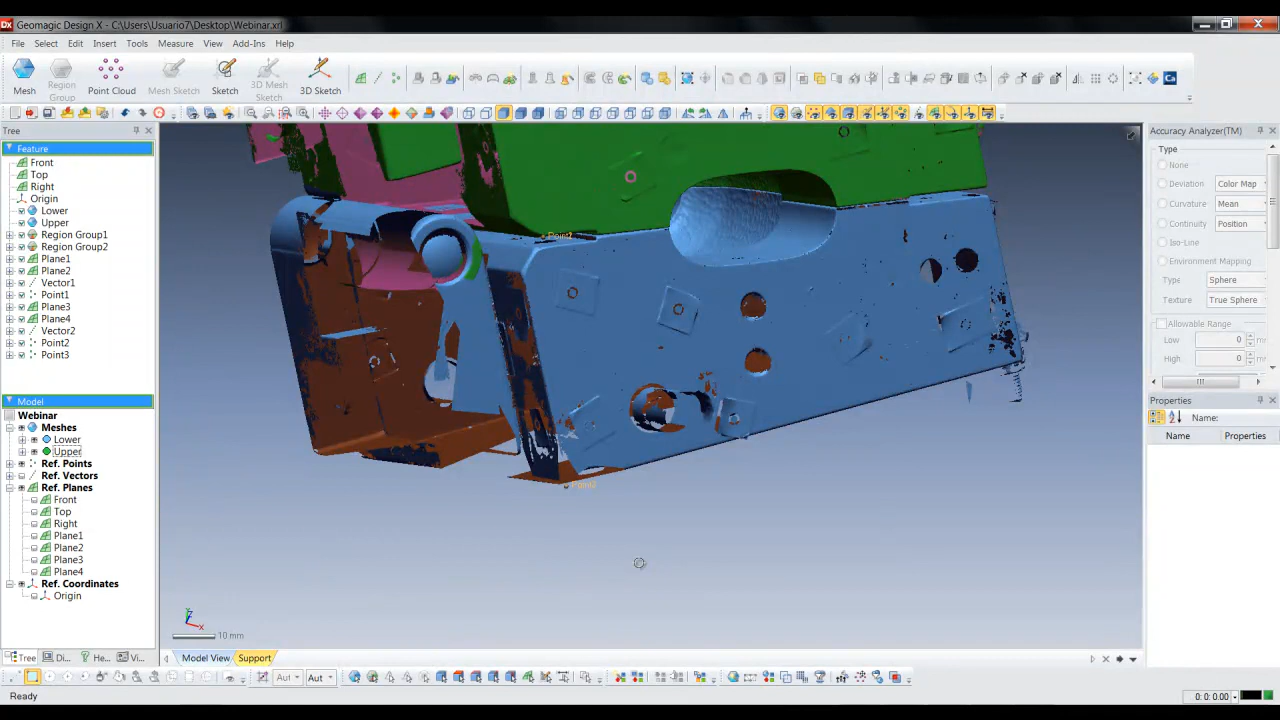 Geomagic Design X - C:\Users\Usuario7\Desktop\Webinar.xrl
File Select Edit Insert Tools Measure View Add-Ins Help
Mesh
Region Group
Point Cloud
Mesh Sketch
Sketch
3D Mesh Sketch
3D Sketch
Tree
Feature
Front
Top
Right
Origin
Lower
Upper
Region Group1
Region Group2
Plane1
Plane2
Vector1
Point1
Plane3
Plane4
Vector2
Point2
Point3
Model
Webinar
Meshes
Lower
Upper
Ref. Points
Ref. Vectors
Ref. Planes
Front
Top
Right
Plane1
Plane2
Plane3
Plane4
Ref. Coordinates
Origin
Tree Di... He... Vi...
10 mm
Model View Support
Aut Aut
Ready
Accuracy Analyzer(TM)
Type
None
Deviation Color Map
Curvature Mean
Continuity Position
Iso-Line
Environment Mapping
Type Sphere
Texture True Sphere
Allowable Range
Low 0
High 0
Properties
Name:
Name Properties
0: 0: 0.00